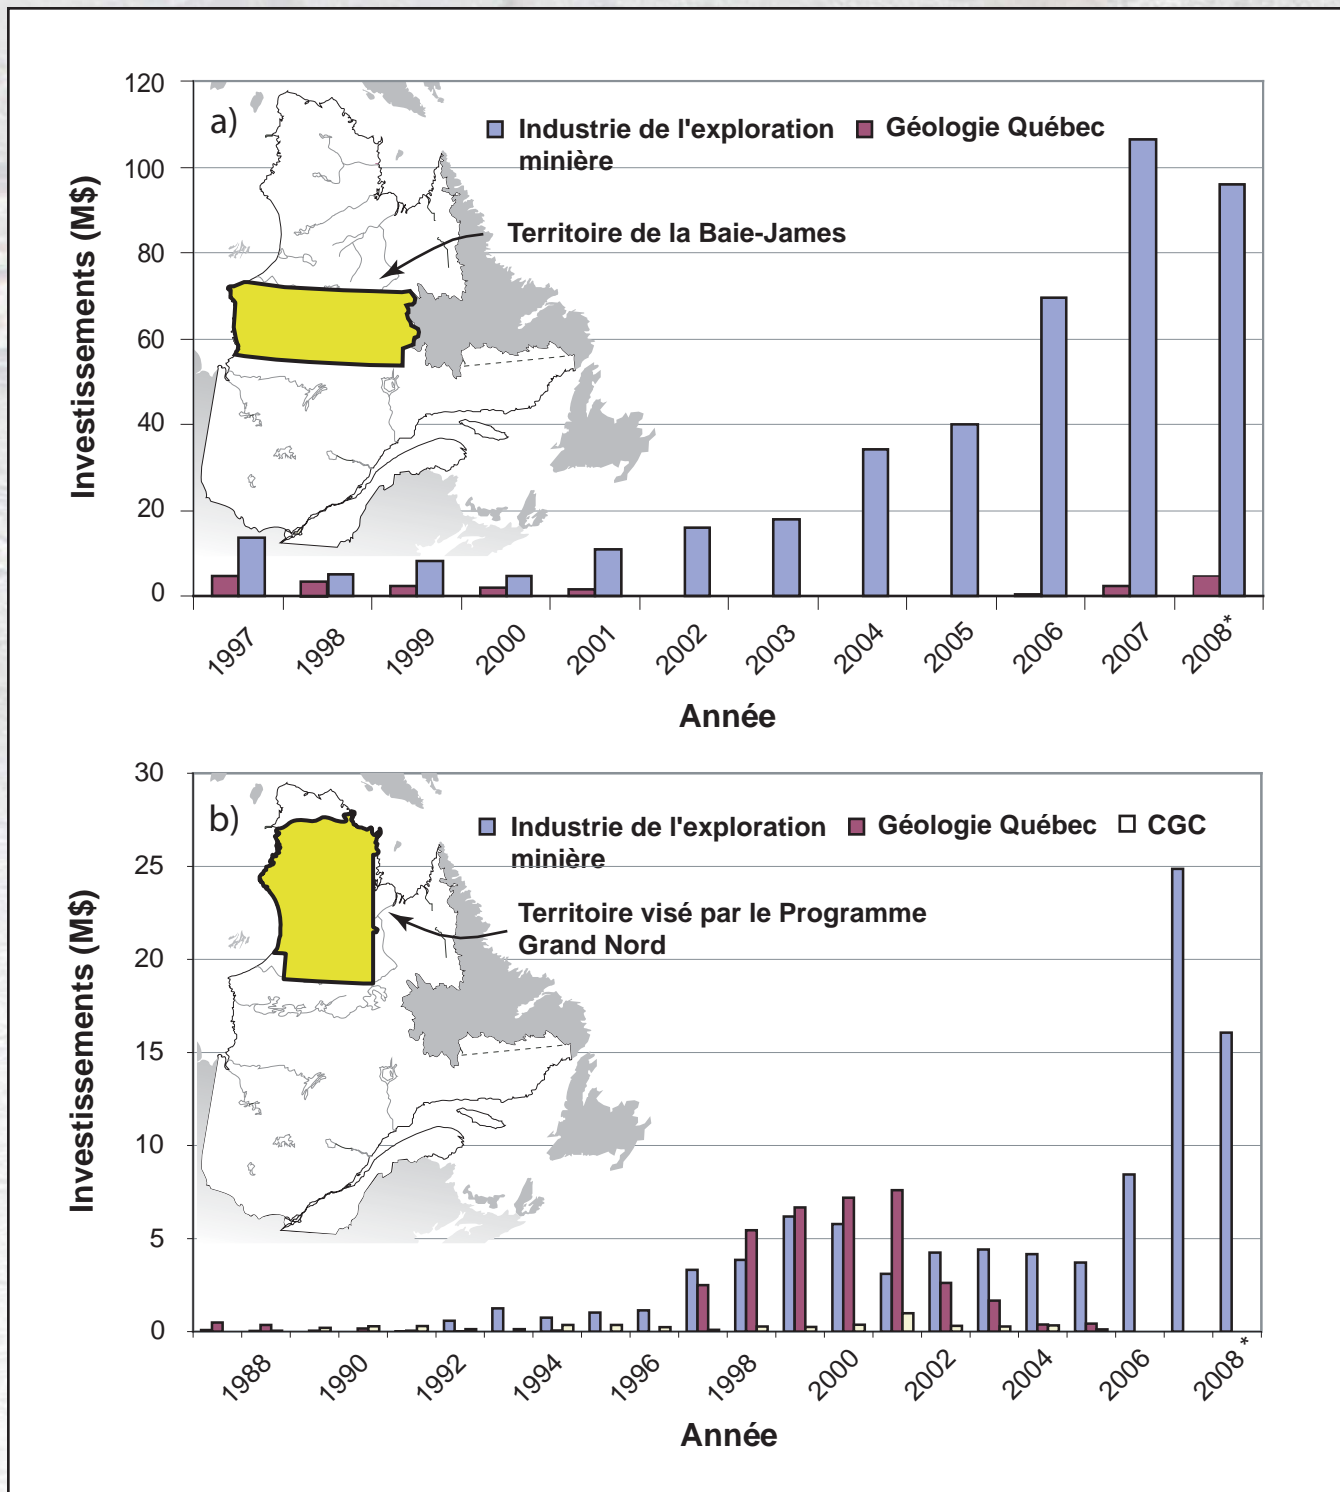 a)
Industrie de l'exploration minière
Géologie Québec
Territoire de la Baie-James
Investissements (M$)
120
100
80
60
40
20
0
1997
1998
1999
2000
2001
2002
2003
2004
2005
2006
2007
2008*
Année
b)
Industrie de l'exploration minière
Géologie Québec
CGC
Territoire visé par le Programme
Grand Nord
Investissements (M$)
30
25
20
15
10
5
0
1988
1990
1992
1994
1996
1998
2000
2002
2004
2006
2008*
Année